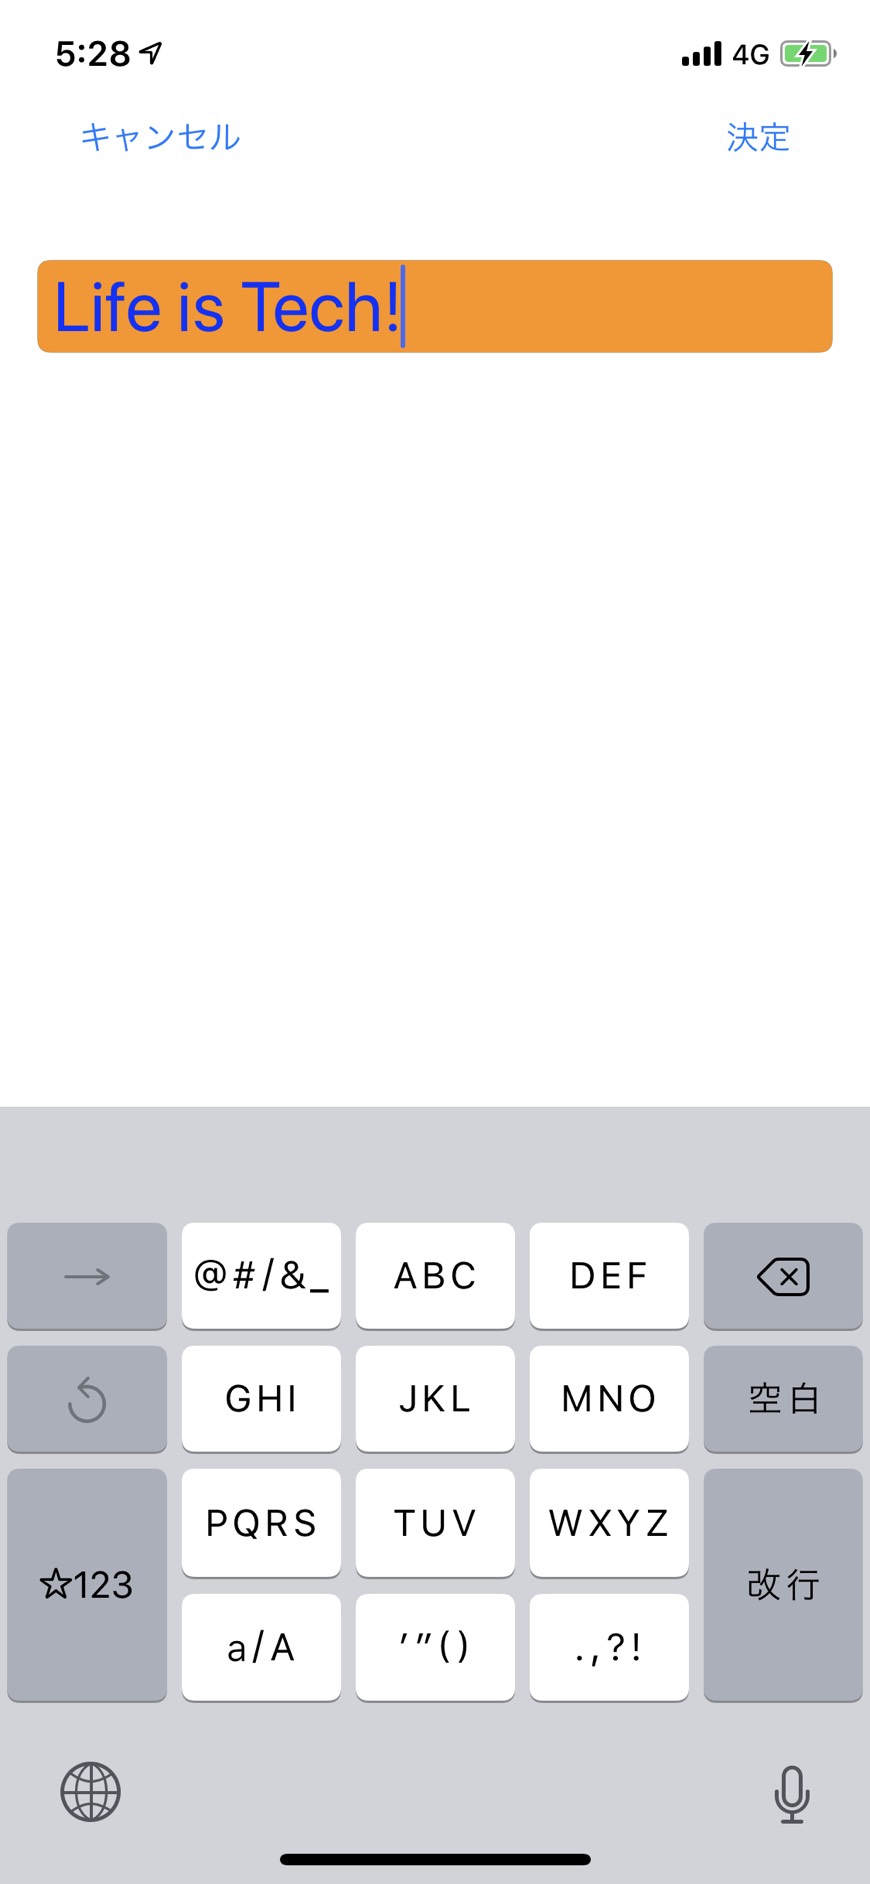 5:28 4G
キャンセル 決定
Life is Tech!
→ @#/&_ ABC DEF
GHI JKL MNO 空白
☆123 PQRS TUV WXYZ 改行
a/A ′″() .,?!